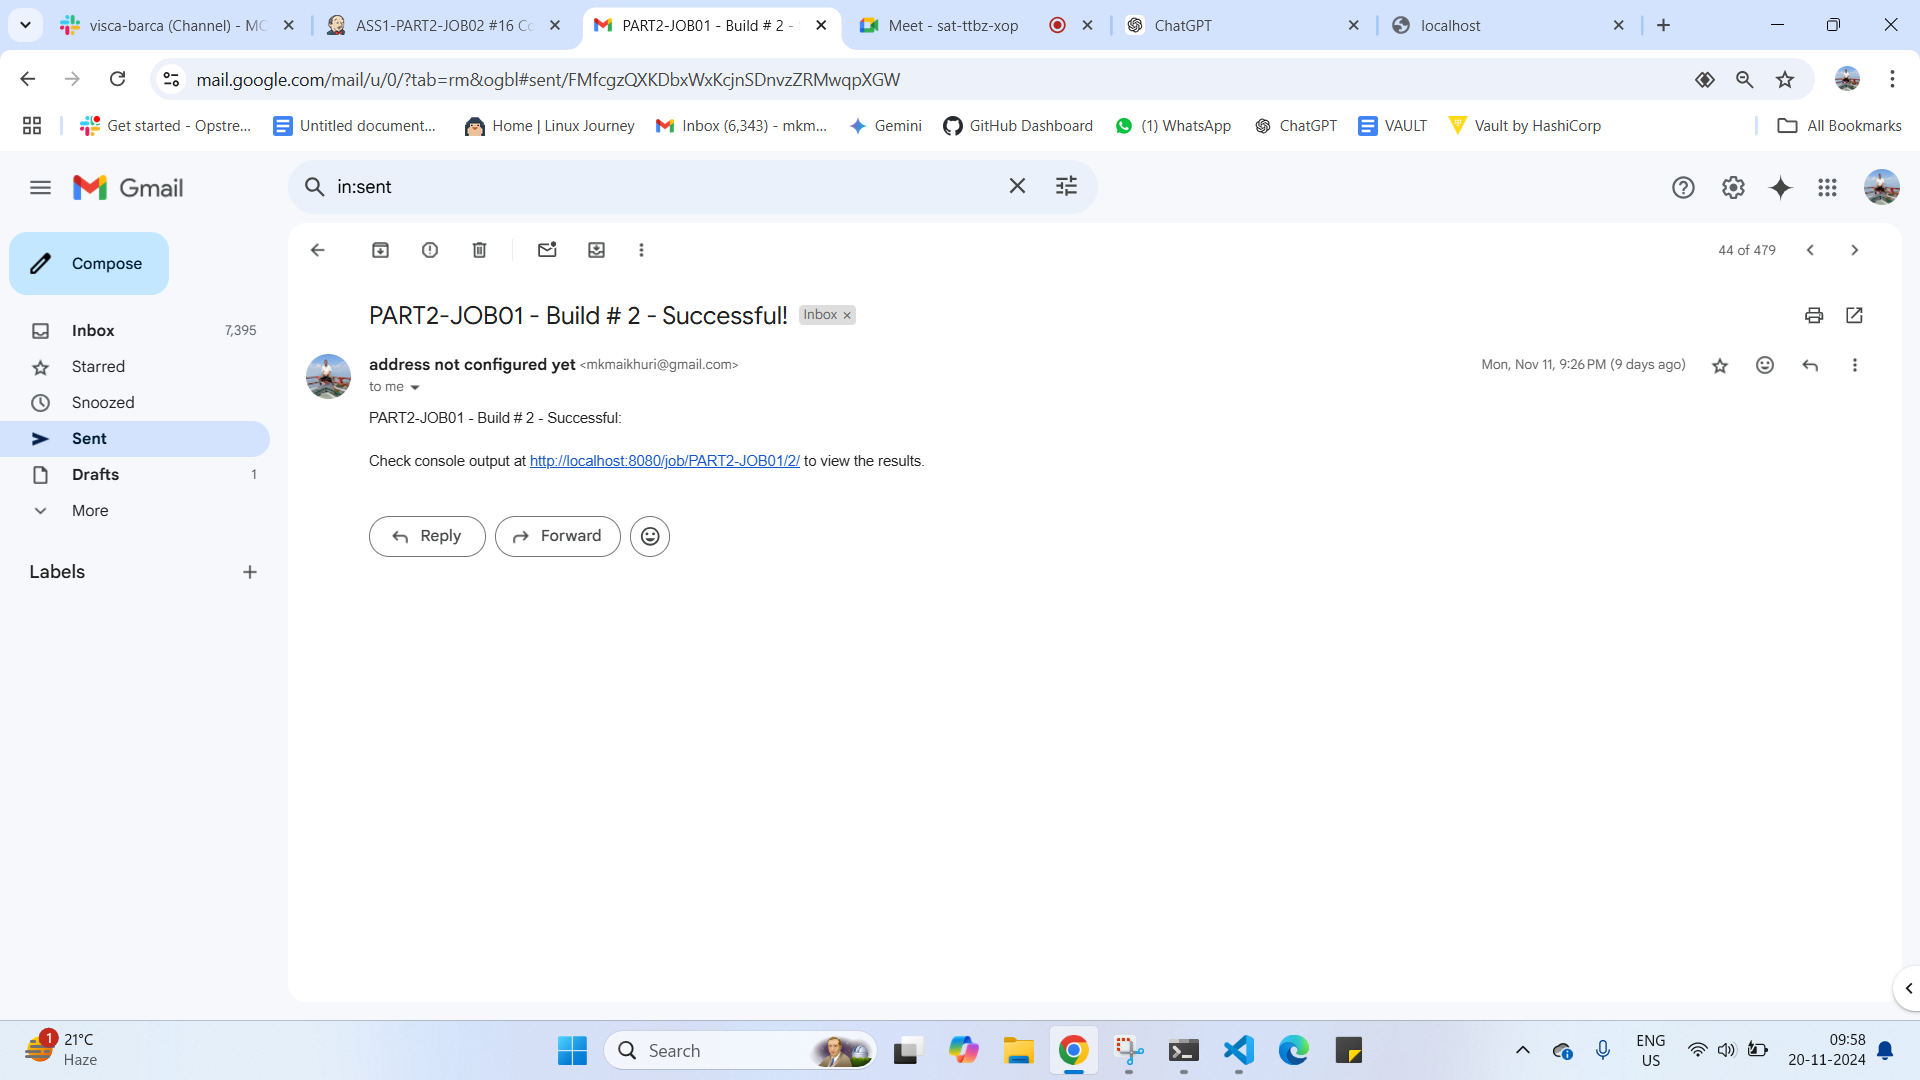 visca-barca (Channel) - MC
ASS1-PART2-JOB02 #16 Co
PART2-JOB01 - Build # 2 -
Meet - sat-ttbz-xop
ChatGPT
localhost
mail.google.com/mail/u/0/?tab=rm&ogbl#sent/FMfcgzQXKDbxWxKcjnSDnvzZRMwqpXGW
Get started - Opstre...
Untitled document...
Home | Linux Journey
Inbox (6,343) - mkm...
Gemini
GitHub Dashboard
(1) WhatsApp
ChatGPT
VAULT
Vault by HashiCorp
All Bookmarks
Gmail
in:sent
Compose
44 of 479
Inbox 7,395
Starred
Snoozed
Sent
Drafts 1
More
Labels
PART2-JOB01 - Build # 2 - Successful! Inbox ×
address not configured yet <mkmaikhuri@gmail.com>
Mon, Nov 11, 9:26 PM (9 days ago)
to me
PART2-JOB01 - Build # 2 - Successful:
Check console output at http://localhost:8080/job/PART2-JOB01/2/ to view the results.
Reply
Forward
1
21°C
Haze
Search
ENG
US
09:58
20-11-2024